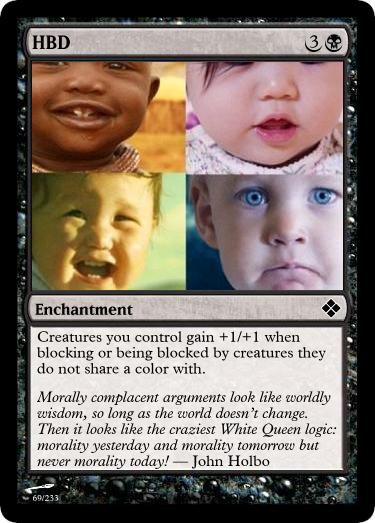 HBD 3
Enchantment
Creatures you control gain +1/+1 when
blocking or being blocked by creatures they
do not share a color with.
Morally complacent arguments look like worldly
wisdom, so long as the world doesn't change.
Then it looks like the craziest White Queen logic:
morality yesterday and morality tomorrow but
never morality today! — John Holbo
69/233